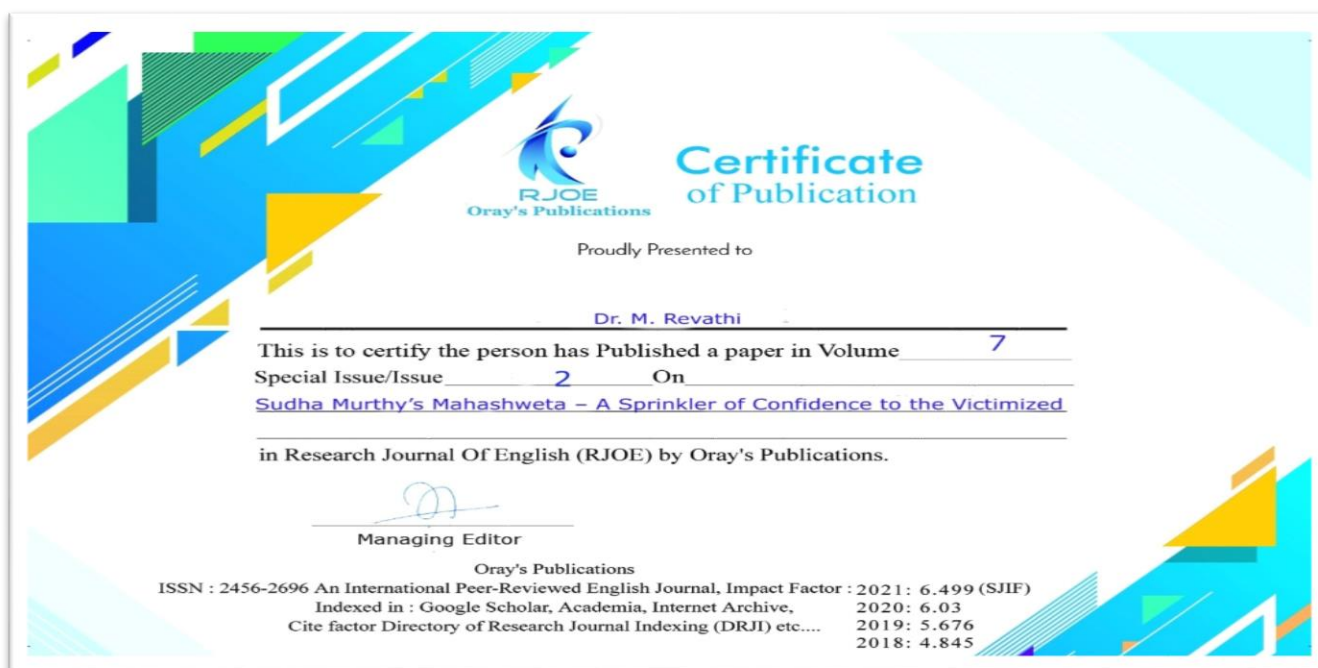 RJOE
Oray's Publications
Certificate
of Publication
Proudly Presented to
Dr. M. Revathi
This is to certify the person has Published a paper in Volume 7
Special Issue/Issue 2 On
Sudha Murthy's Mahashweta – A Sprinkler of Confidence to the Victimized
in Research Journal Of English (RJOE) by Oray's Publications.
Managing Editor
Oray's Publications
ISSN : 2456-2696 An International Peer-Reviewed English Journal, Impact Factor : 2021: 6.499 (SJIF)
Indexed in : Google Scholar, Academia, Internet Archive, 2020: 6.03
Cite factor Directory of Research Journal Indexing (DRJI) etc.... 2019: 5.676
2018: 4.845